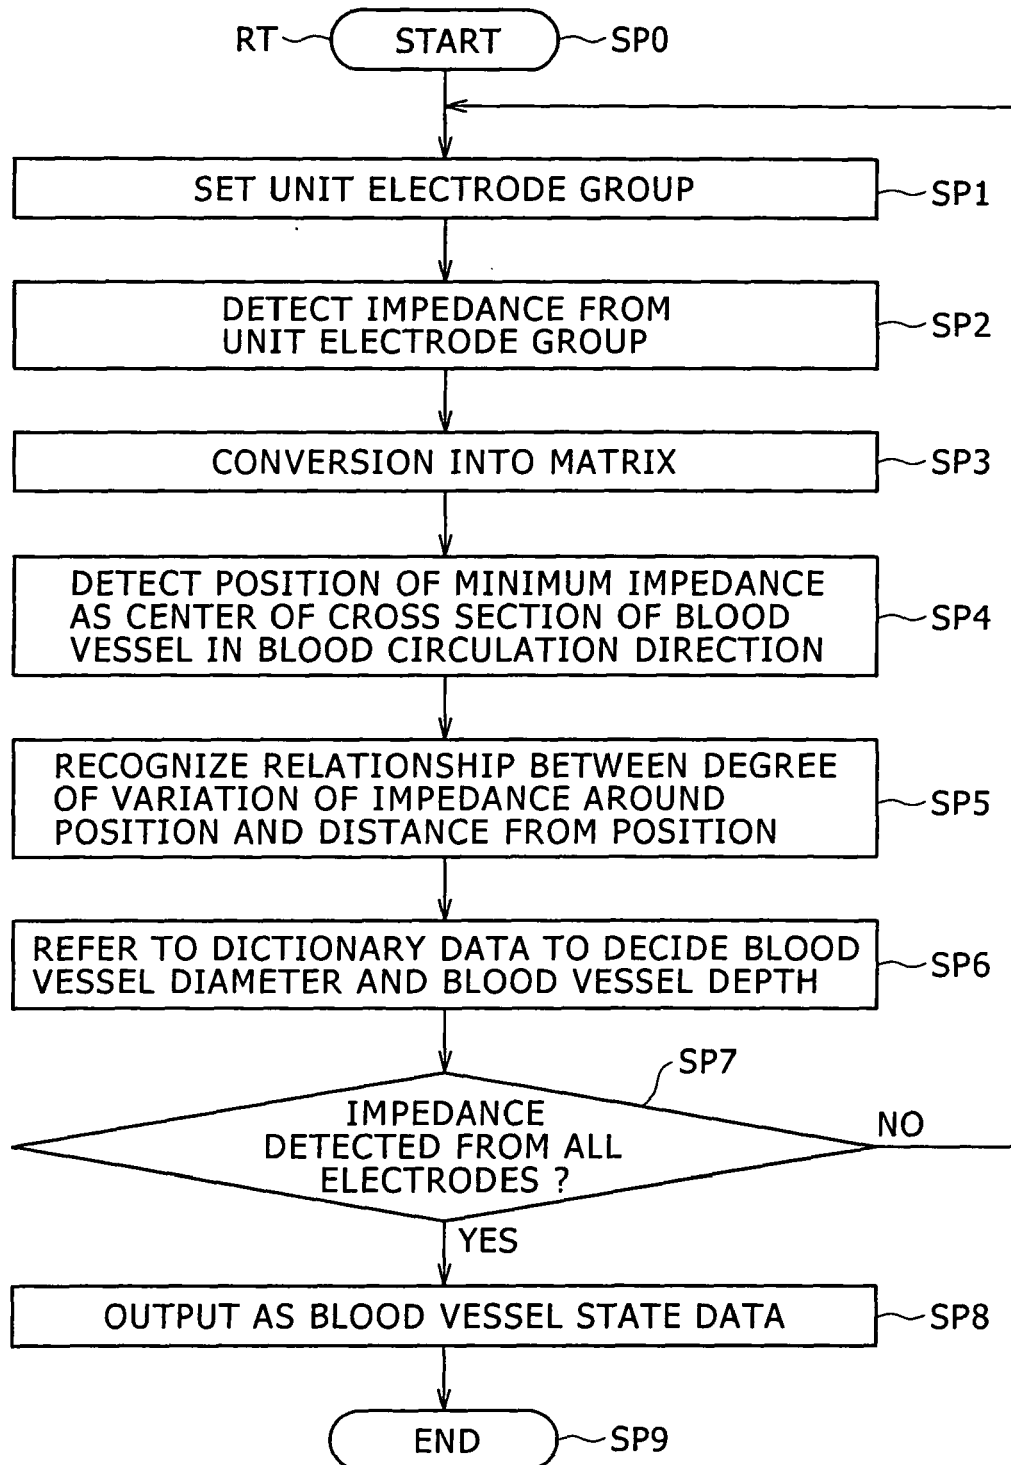 RT START SP0
SET UNIT ELECTRODE GROUP SP1
DETECT IMPEDANCE FROM
UNIT ELECTRODE GROUP
SP2
CONVERSION INTO MATRIX SP3
DETECT POSITION OF MINIMUM IMPEDANCE
AS CENTER OF CROSS SECTION OF BLOOD
VESSEL IN BLOOD CIRCULATION DIRECTION
SP4
RECOGNIZE RELATIONSHIP BETWEEN DEGREE
OF VARIATION OF IMPEDANCE AROUND
POSITION AND DISTANCE FROM POSITION
SP5
REFER TO DICTIONARY DATA TO DECIDE BLOOD
VESSEL DIAMETER AND BLOOD VESSEL DEPTH
SP6
SP7
IMPEDANCE
DETECTED FROM ALL
ELECTRODES ?
NO
YES
OUTPUT AS BLOOD VESSEL STATE DATA SP8
END SP9